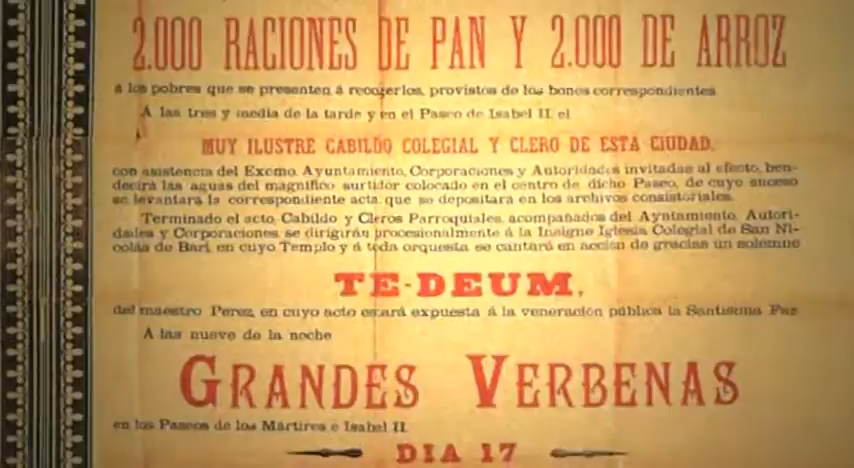 2.000 RACIONES DE PAN Y 2.000 DE ARROZ
á los pobres que se presenten á recogerlos, provistos de los bonos correspondientes
A las tres y media de la tarde y en el Paseo de Isabel II el
MUY ILUSTRE CABILDO COLEGIAL Y CLERO DE ESTA CIUDAD,
con asistencia del Excmo. Ayuntamiento, Corporaciones y Autoridades invitadas al efecto, ben-
decirá las aguas del magnífico surtidor colocado en el centro de dicho Paseo, de cuyo suceso
se levantará la correspondiente acta que se depositará en los archivos consistoriales.
Terminado el acto, Cabildo y Cleros Parroquiales, acompañados del Ayntamiento, Autori-
dades y Corporaciones, se dirigirán procesionalmente á la Insigne Iglesia Colegial de San Ni-
colás de Bari, en cuyo Templo y á toda orquesta se cantará en acción de gracias un solemne
TE-DEUM,
del maestro Perez, en cuyo acto estará expuesta á la veneración pública la Santísima Faz
A las nueve de la noche
GRANDES VERBENAS
en los Paseos de los Mártires e Isabel II.
DIA 17